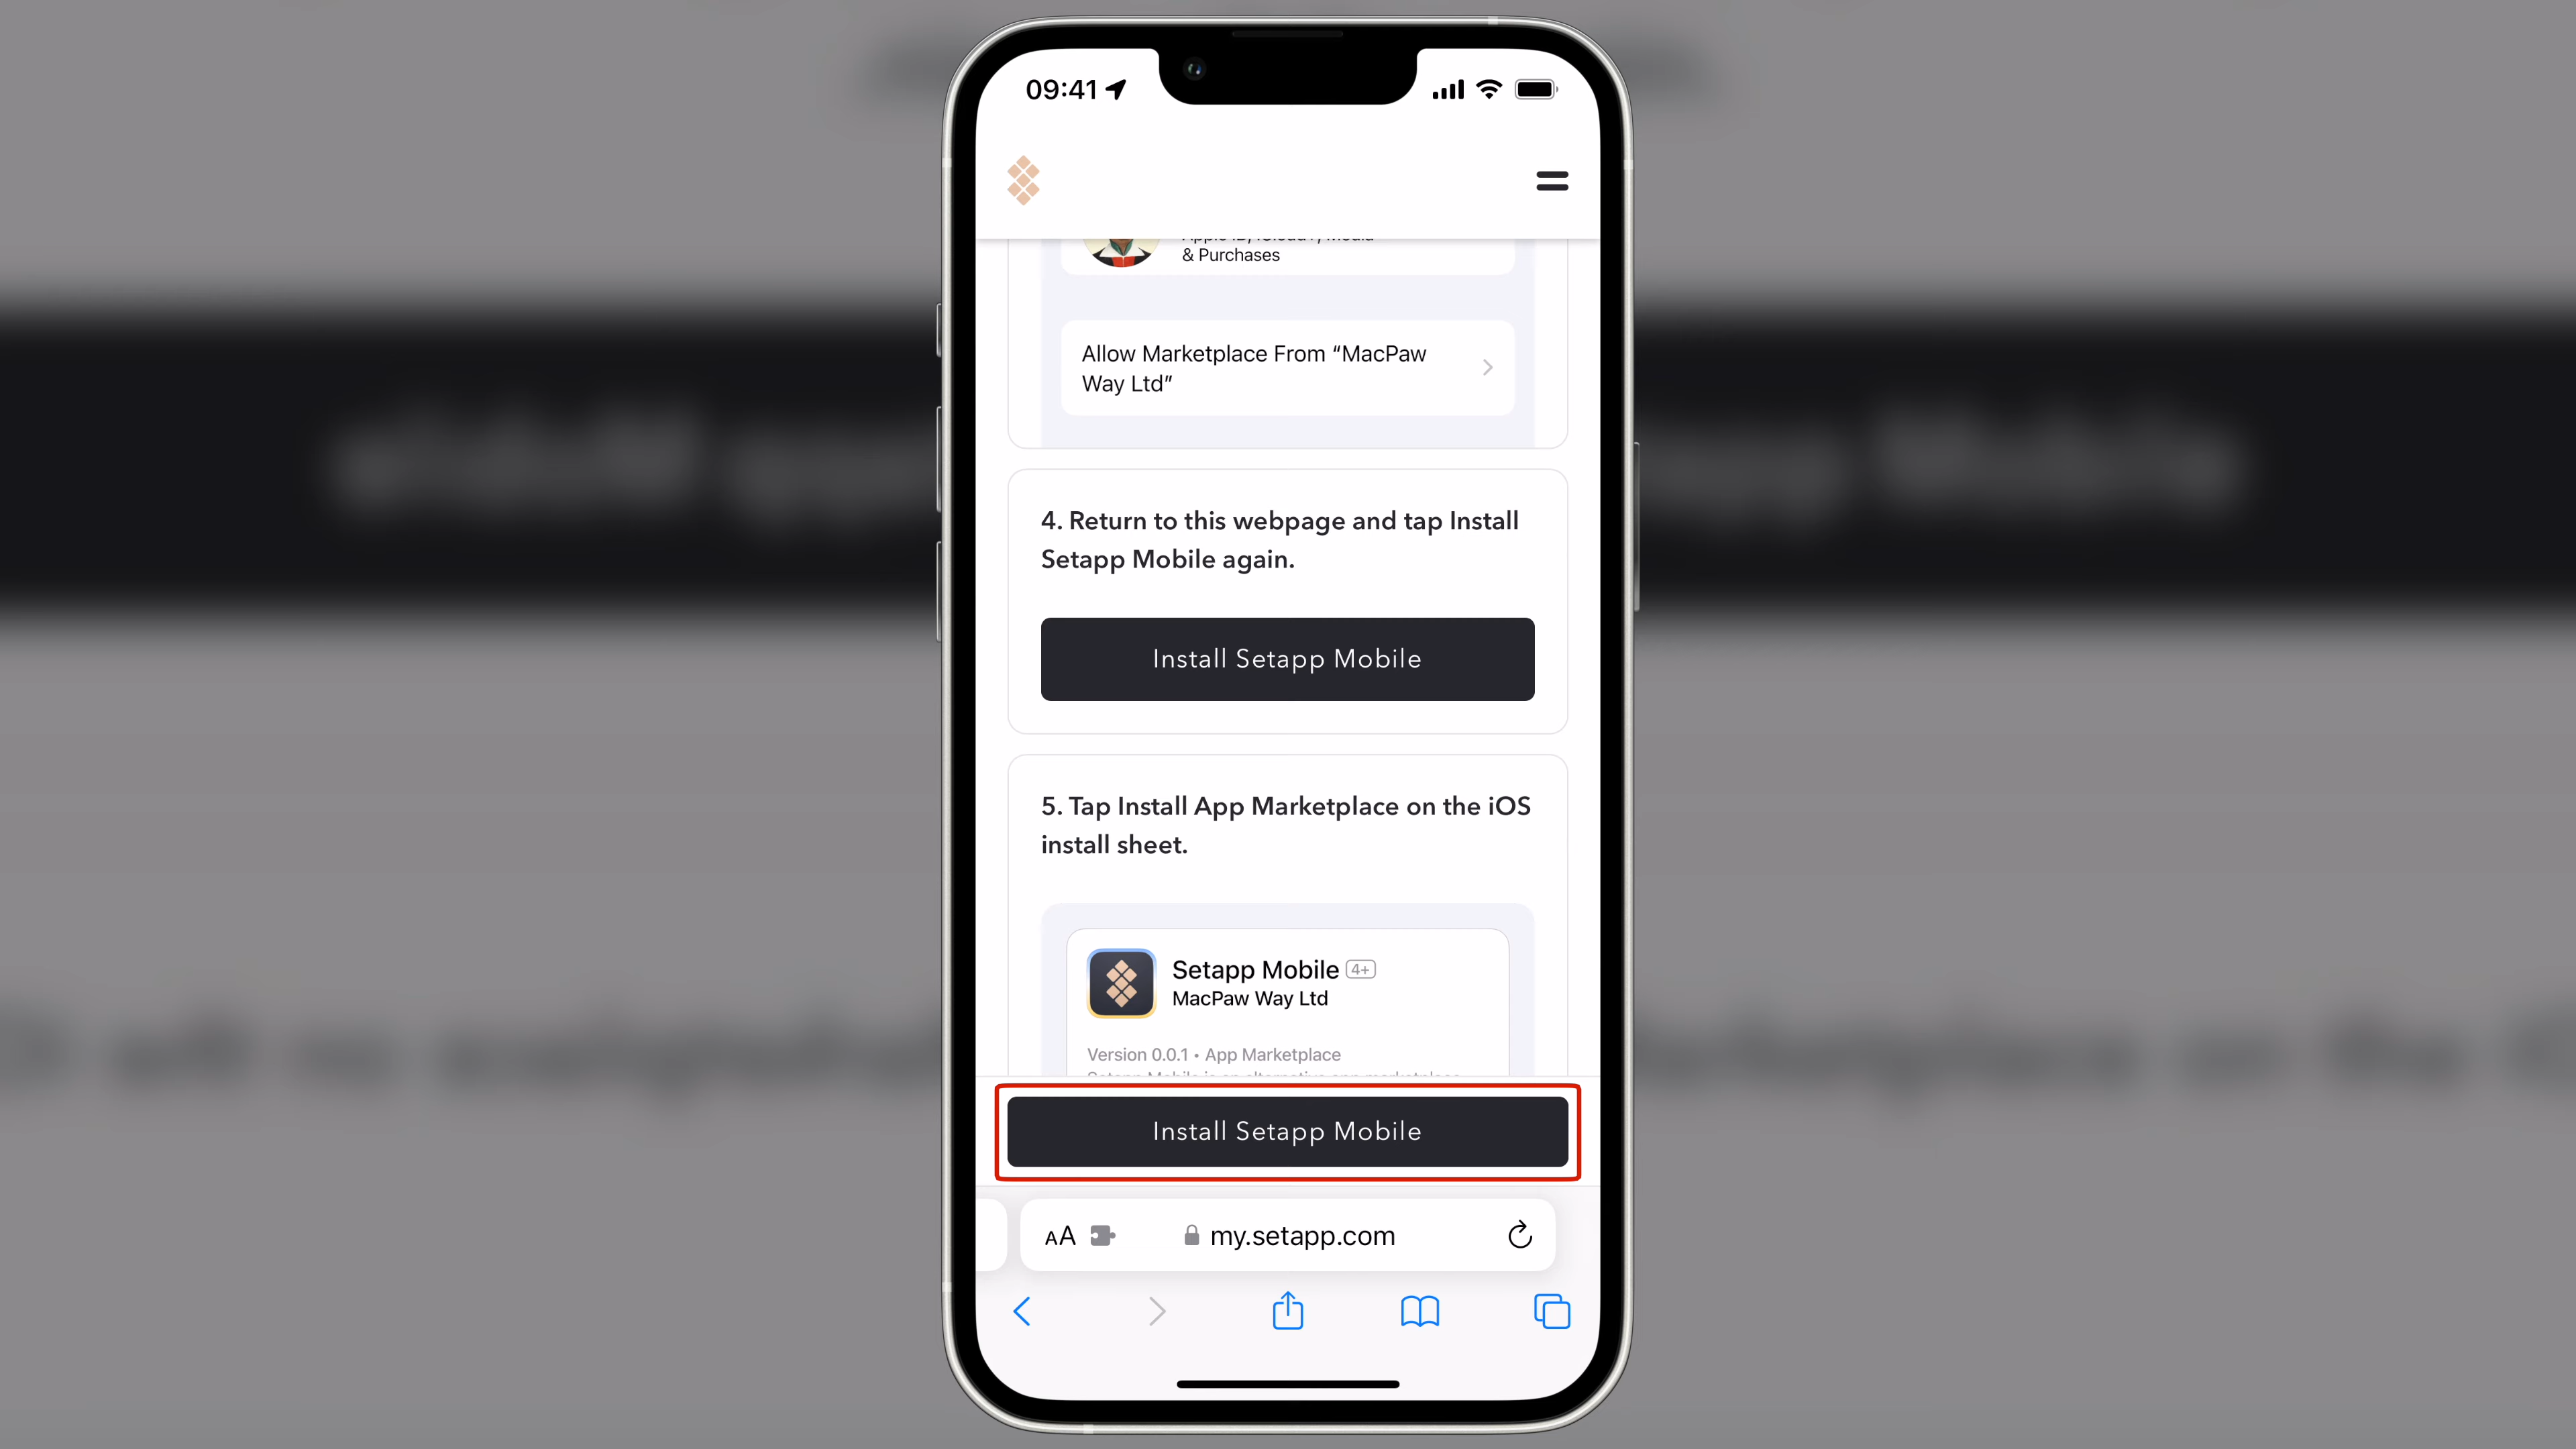 09:41
& Purchases
Allow Marketplace From “MacPaw
Way Ltd”
4. Return to this webpage and tap Install
Setapp Mobile again.
Install Setapp Mobile
5. Tap Install App Marketplace on the iOS
install sheet.
Setapp Mobile 4+
MacPaw Way Ltd
Version 0.0.1 • App Marketplace
Install Setapp Mobile
AA
my.setapp.com